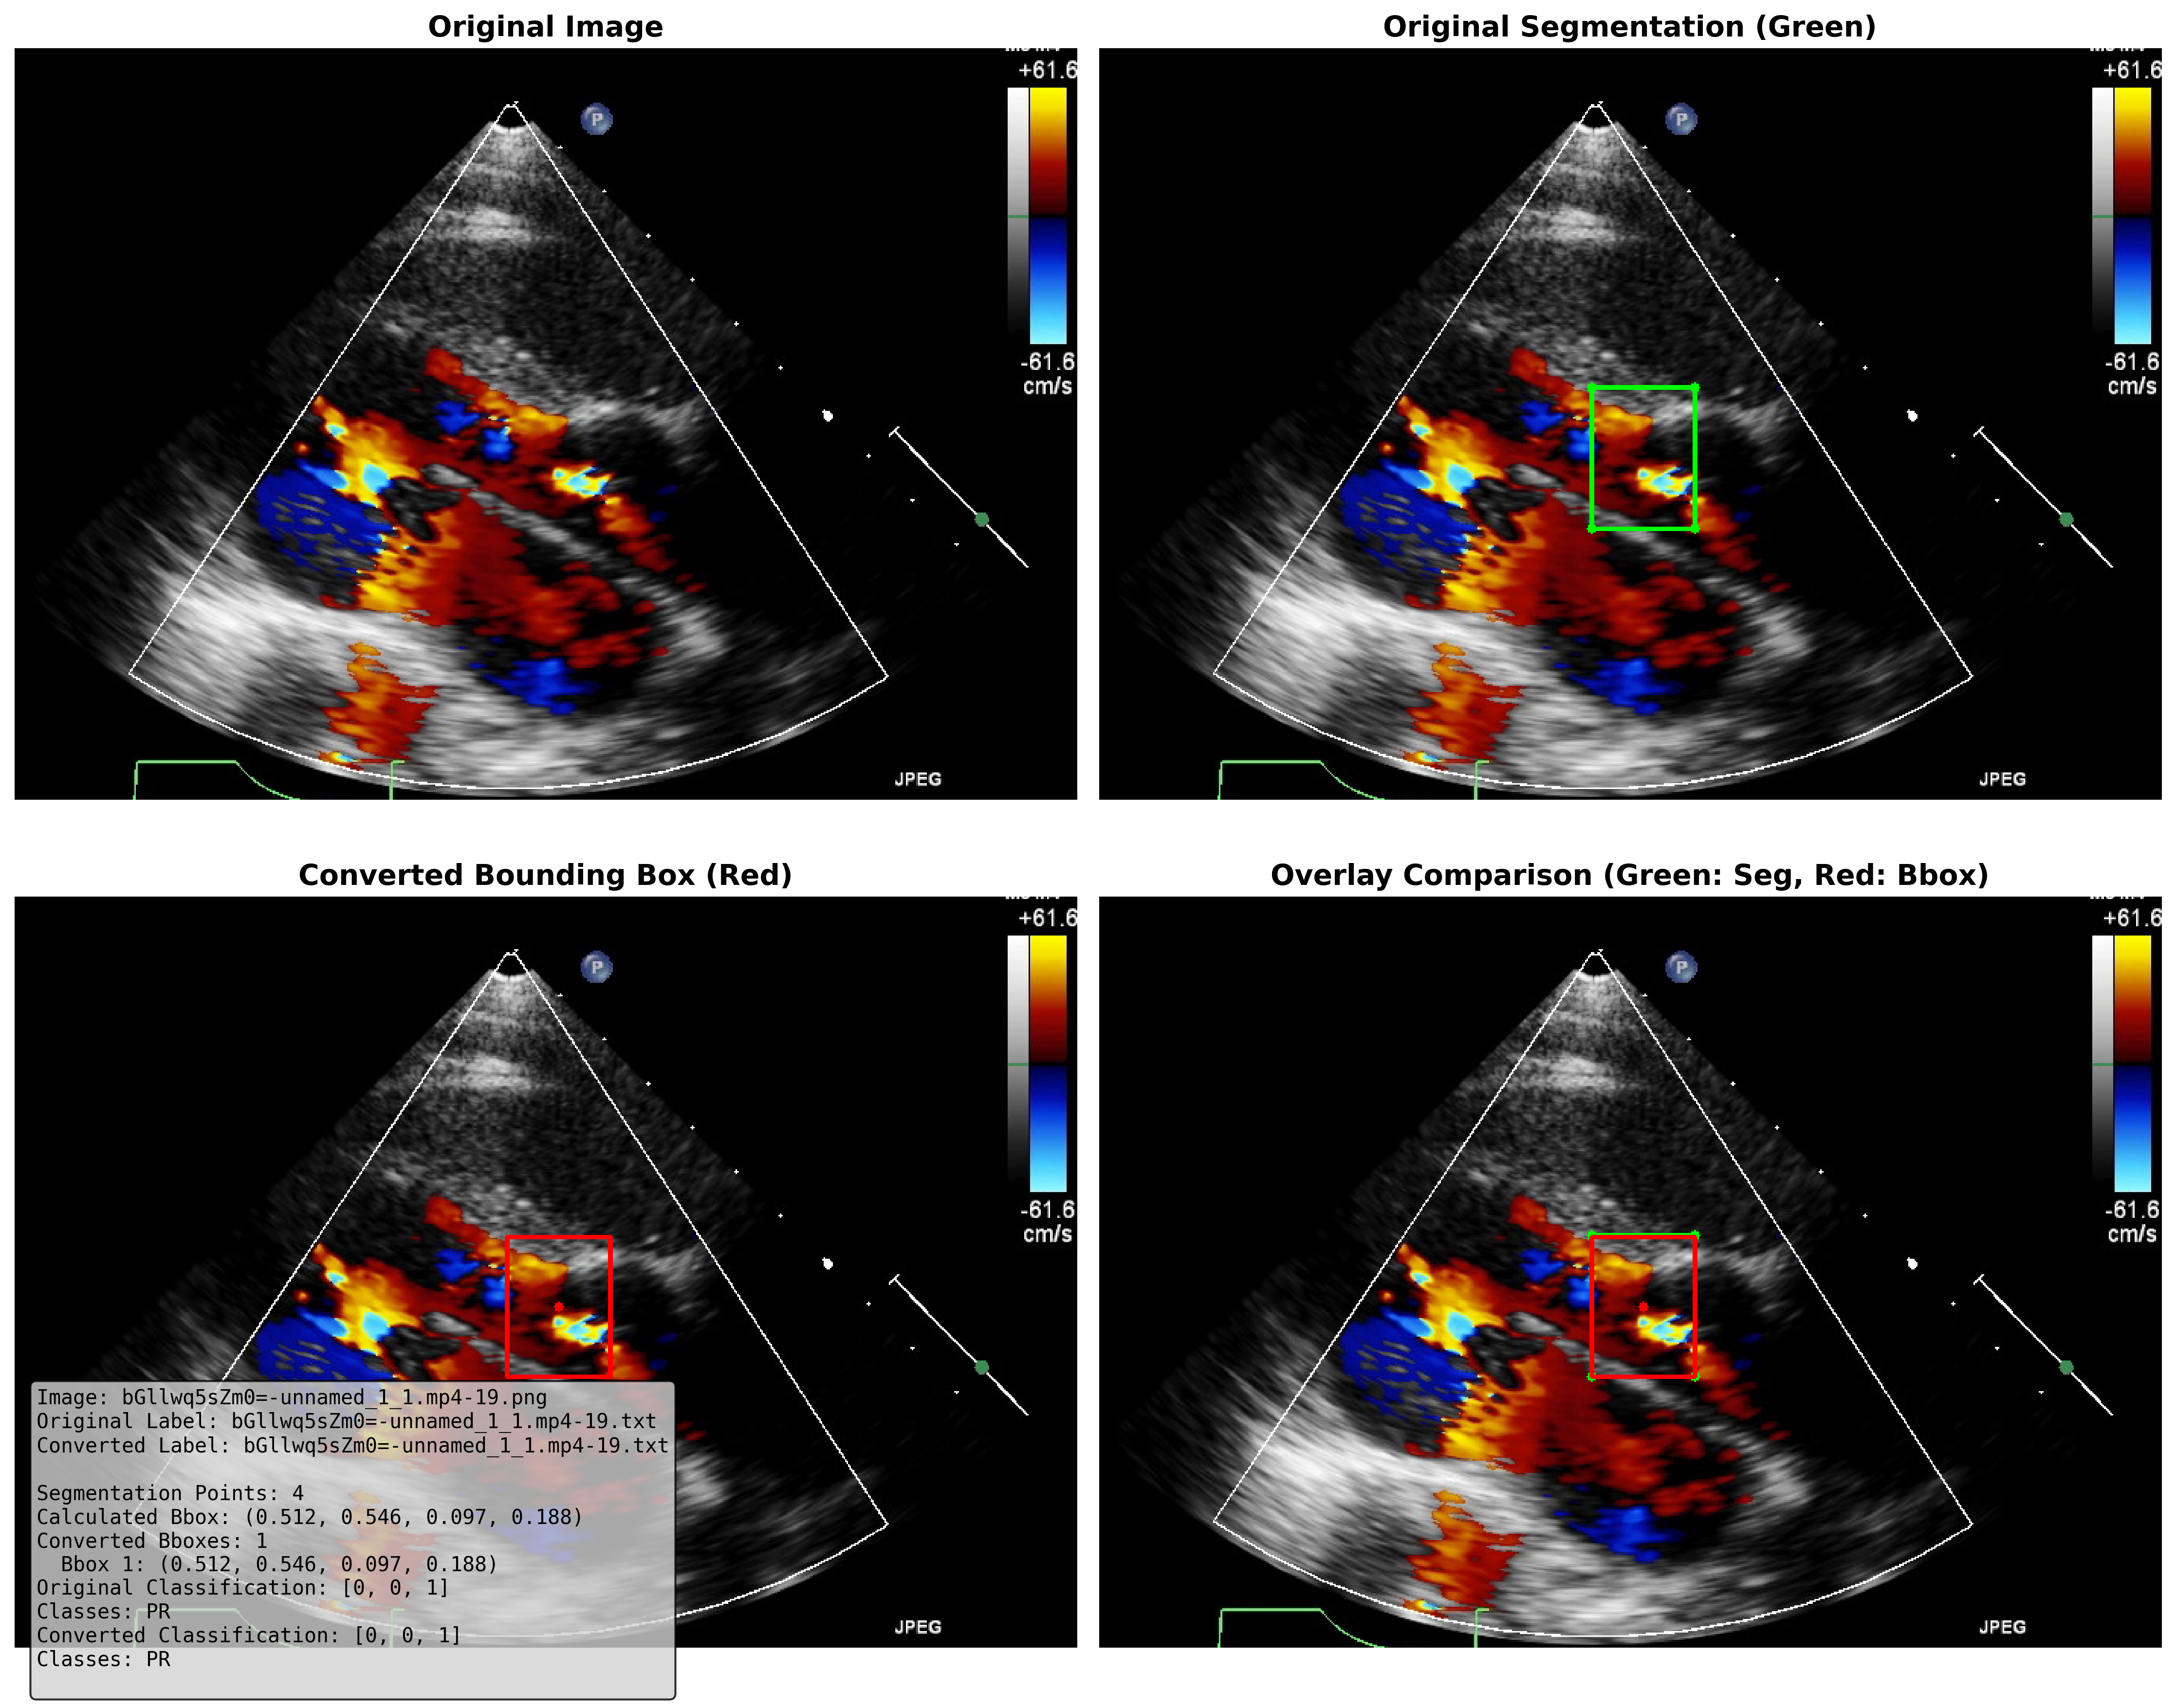 Original Image
Original Segmentation (Green)
+61.6
-61.6
cm/s
P
JPEG
+61.6
-61.6
cm/s
P
JPEG
Converted Bounding Box (Red)
Overlay Comparison (Green: Seg, Red: Bbox)
+61.6
-61.6
cm/s
P
JPEG
Image: bGllwq5sZm0=-unnamed_1_1.mp4-19.png
Original Label: bGllwq5sZm0=-unnamed_1_1.mp4-19.txt
Converted Label: bGllwq5sZm0=-unnamed_1_1.mp4-19.txt
Segmentation Points: 4
Calculated Bbox: (0.512, 0.546, 0.097, 0.188)
Converted Bboxes: 1
Bbox 1: (0.512, 0.546, 0.097, 0.188)
Original Classification: [0, 0, 1]
Classes: PR
Converted Classification: [0, 0, 1]
Classes: PR
+61.6
-61.6
cm/s
P
JPEG